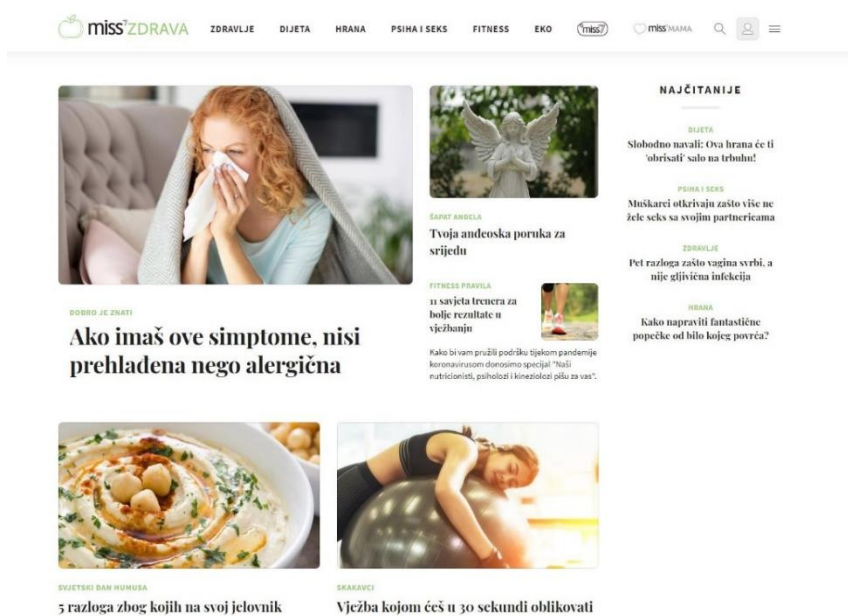 miss7ZDRAVA
ZDRAVLJE
DIJETA
HRANA
PSIHA I SEKS
FITNESS
EKO
miss7
miss7MAMA
DOBRO JE ZNATI
Ako imaš ove simptome, nisi
prehlađena nego alergična
ŠAPAT ANĐELA
Tvoja anđeoska poruka za
srijedu
FITNESS PRAVILA
11 savjeta trenera za
bolje rezultate u
vježbanju
Kako bi vam pružili podršku tijekom pandemije
koronavirusom donosimo specijal "Naši
nutricionisti, psiholozi i kineziolozi pišu za vas".
NAJČITANIJE
DIJETA
Slobodno navali: Ova hrana će ti
'obrisati' salo na trbuhu!
PSIHA I SEKS
Muškarci otkrivaju zašto više ne
žele seks sa svojim partnericama
ZDRAVLJE
Pet razloga zašto vagina svrbi, a
nije gljivična infekcija
HRANA
Kako napraviti fantastične
popečke od bilo kojeg povrća?
SVJETSKI DAN HUMUSA
5 razloga zbog kojih na svoj jelovnik
SKAKAVCI
Vježba kojom ćeš u 30 sekundi oblikovati